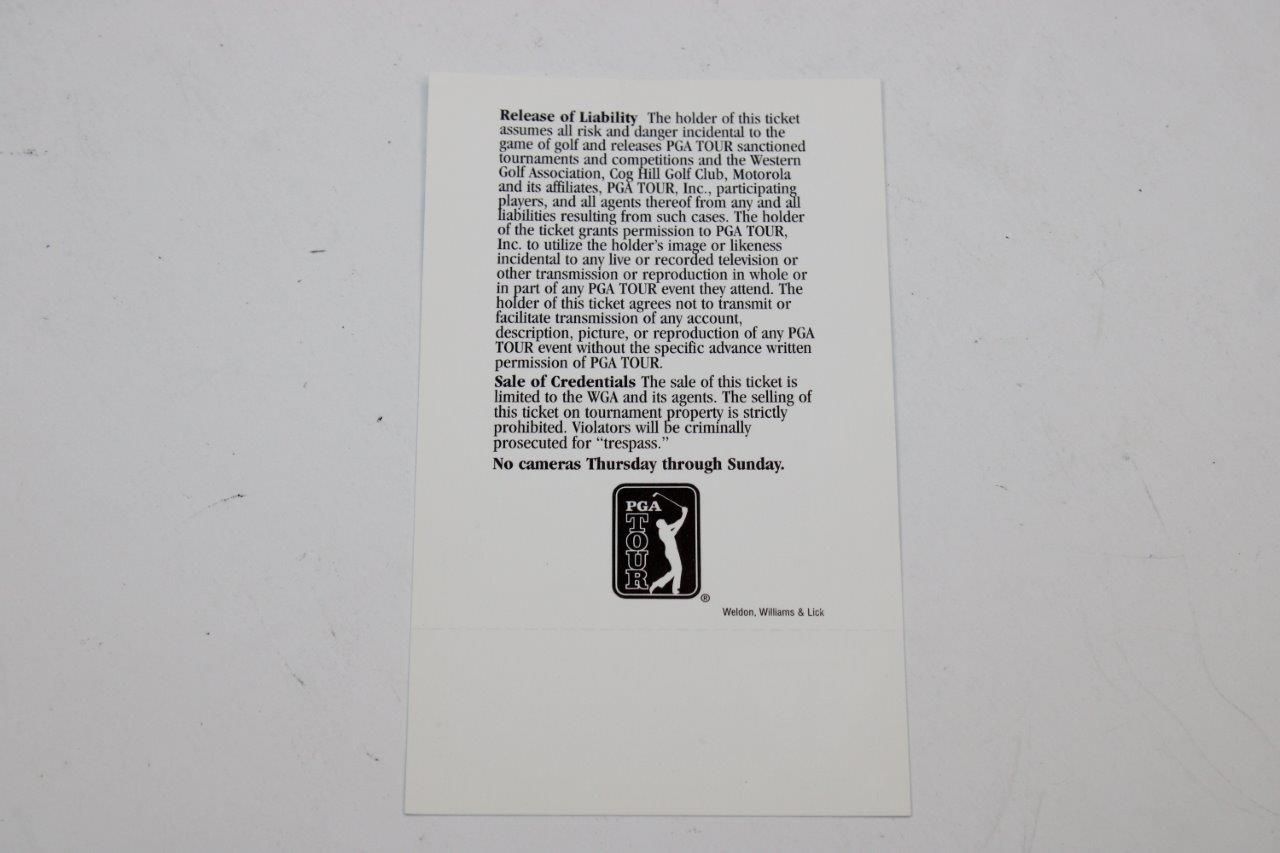 Release of Liability The holder of this ticket
assumes all risk and danger incidental to the
game of golf and releases PGA TOUR sanctioned
tournaments and competitions and the Western
Golf Association, Cog Hill Golf Club, Motorola
and its affiliates, PGA TOUR, Inc., participating
players, and all agents thereof from any and all
liabilities resulting from such cases. The holder
of the ticket grants permission to PGA TOUR,
Inc. to utilize the holder's image or likeness
incidental to any live or recorded television or
other transmission or reproduction in whole or
in part of any PGA TOUR event they attend. The
holder of this ticket agrees not to transmit or
facilitate transmission of any account,
description, picture, or reproduction of any PGA
TOUR event without the specific advance written
permission of PGA TOUR.
Sale of Credentials The sale of this ticket is
limited to the WGA and its agents. The selling of
this ticket on tournament property is strictly
prohibited. Violators will be criminally
prosecuted for “trespass.”
No cameras Thursday through Sunday.
PGA
TOUR
®
Weldon, Williams & Lick